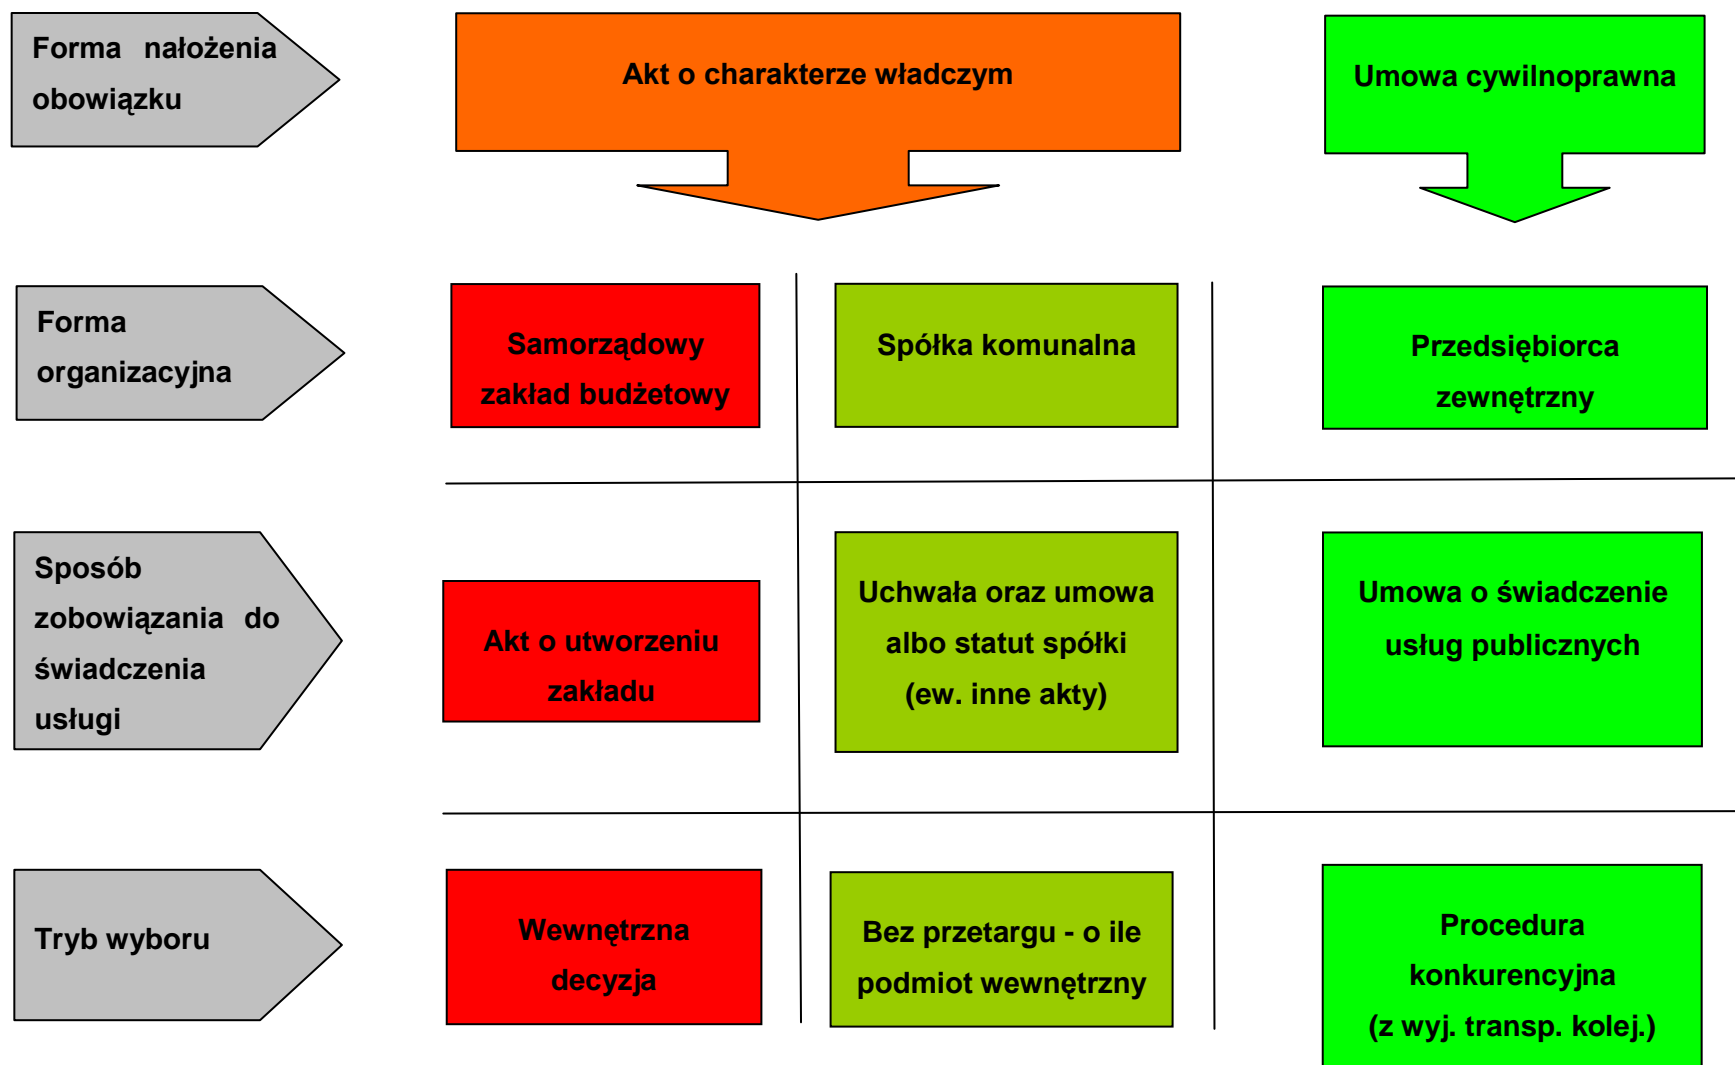 Forma nałożenia
obowiązku
Akt o charakterze władczym
Umowa cywilnoprawna
Forma
organizacyjna
Samorządowy
zakład budżetowy
Spółka komunalna
Przedsiębiorca
zewnętrzny
Sposób
zobowiązania do
świadczenia
usługi
Akt o utworzeniu
zakładu
Uchwała oraz umowa
albo statut spółki
(ew. inne akty)
Umowa o świadczenie
usług publicznych
Tryb wyboru
Wewnętrzna
decyzja
Bez przetargu - o ile
podmiot wewnętrzny
Procedura
konkurencyjna
(z wyj. transp. kolej.)